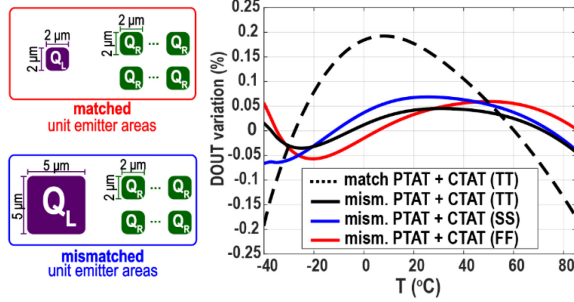 2 μm
2 μm
2 μm
2 μm
Q_L
Q_R ... Q_R
Q_R Q_R
matched
unit emitter areas
5 μm
5 μm
2 μm
2 μm
Q_L
Q_R ... Q_R
Q_R Q_R
mismatched
unit emitter areas
DOUT variation (%)
0.25
0.2
0.15
0.1
0.05
0
-0.05
-0.1
-0.15
-0.2
-0.25
match PTAT + CTAT (TT)
mism. PTAT + CTAT (TT)
mism. PTAT + CTAT (SS)
mism. PTAT + CTAT (FF)
-40 -20 0 20 40 60 80
T (°C)